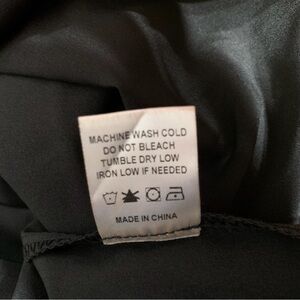 MACHINE WASH COLD
DO NOT BLEACH
TUMBLE DRY LOW
IRON LOW IF NEEDED
MADE IN CHINA